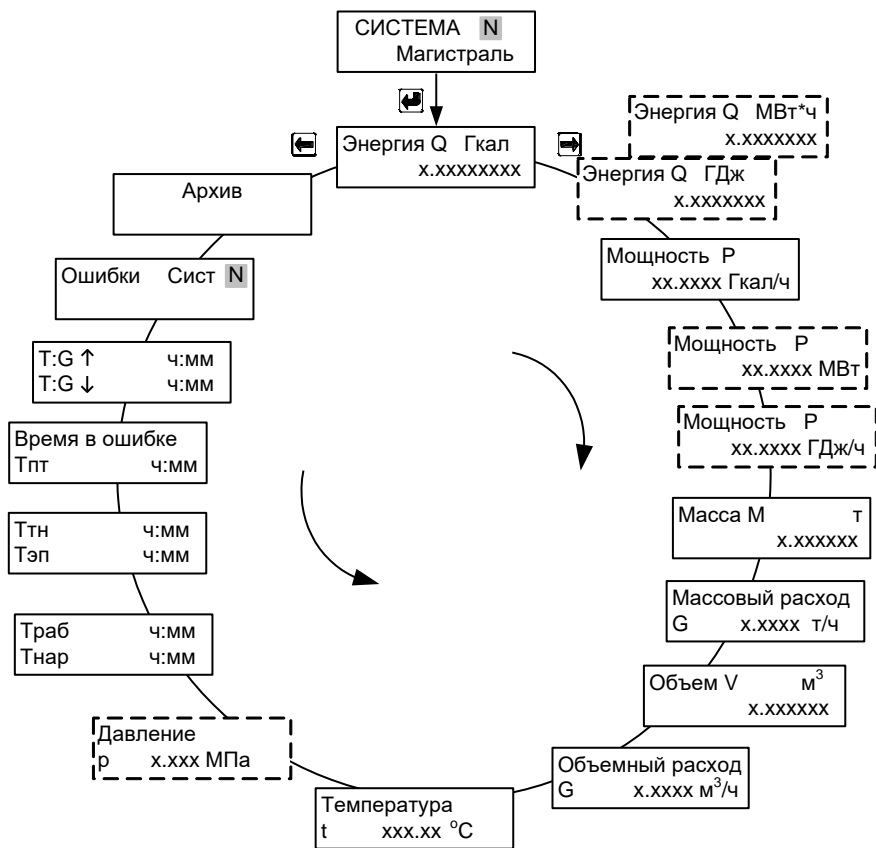 СИСТЕМА N
Магистраль
Энергия Q Гкал
x.xxxxxxxx
Энергия Q МВт*ч
x.xxxxxxx
Энергия Q ГДж
x.xxxxxxx
Мощность P
xx.xxxx Гкал/ч
Мощность P
xx.xxxx МВт
Мощность P
xx.xxxx ГДж/ч
Масса M т
x.xxxxxx
Массовый расход
G x.xxxx т/ч
Объем V м³
x.xxxxxx
Объемный расход
G x.xxxx м³/ч
Температура
t xxx.xx °C
Давление
p x.xxx МПа
Траб ч:мм
Тнар ч:мм
Ттн ч:мм
Тэп ч:мм
Время в ошибке
Тпт ч:мм
T:G ↑ ч:мм
T:G ↓ ч:мм
Ошибки Сист N
Архив